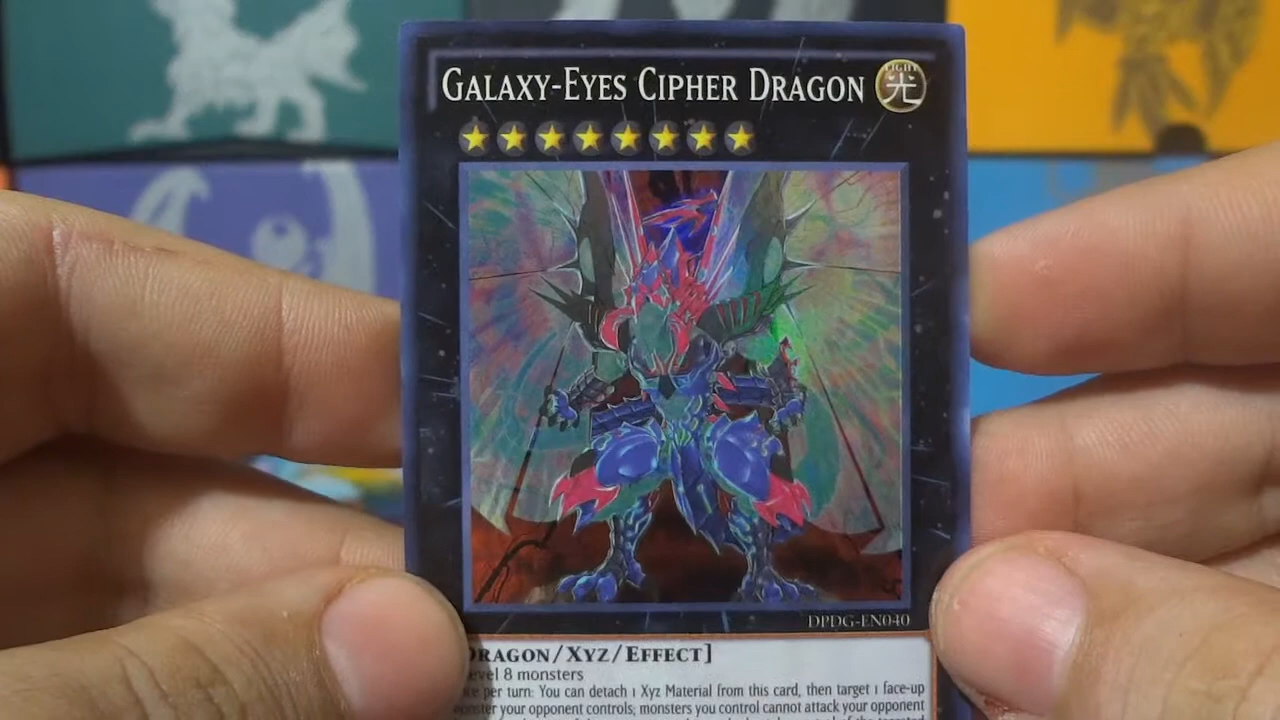 GALAXY-EYES CIPHER DRAGON
LIGHT
光
DPDG-EN040
DRAGON/XYZ/EFFECT]
evel 8 monsters
per turn: You can detach 1 Xyz Material from this card, then target 1 face-up
your opponent controls; monsters you control cannot attack your opponent